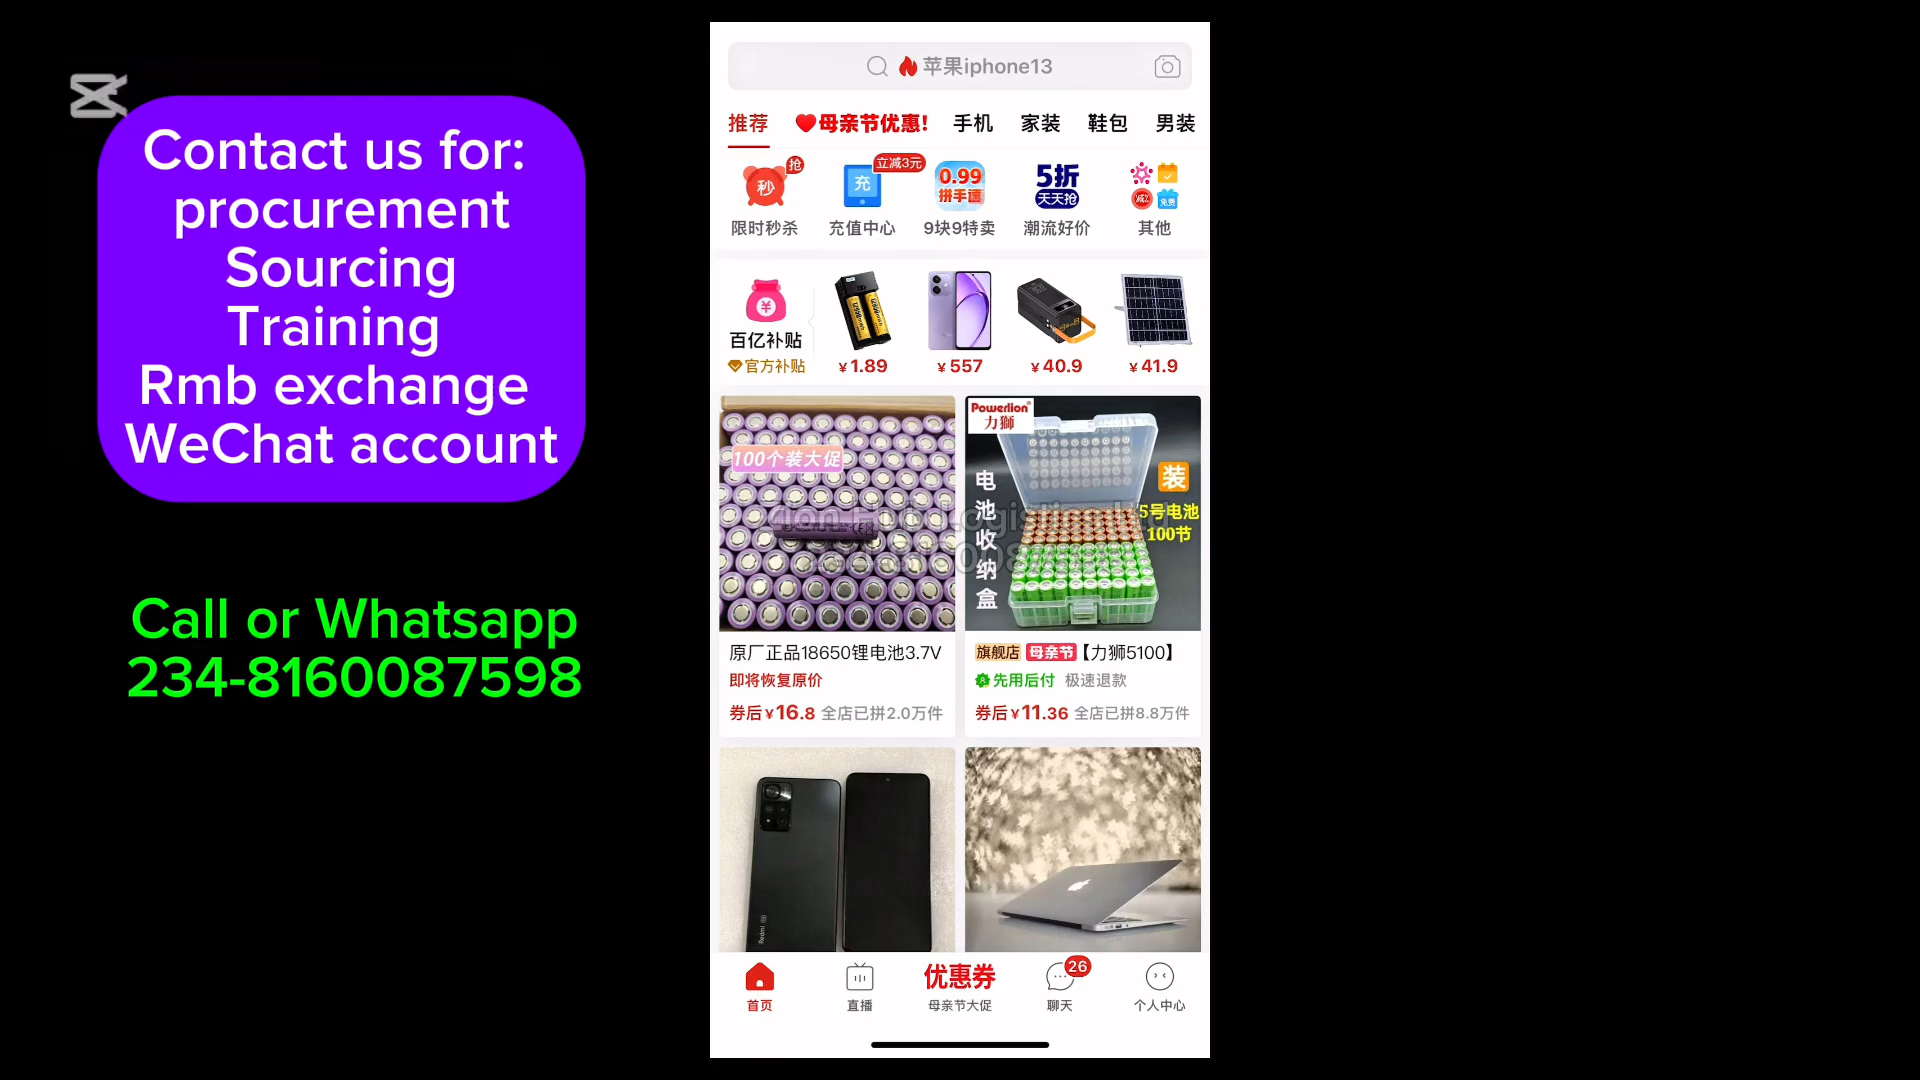 Contact us for:
procurement
Sourcing
Training
Rmb exchange
WeChat account
Call or Whatsapp
234-8160087598
苹果iphone13
推荐 母亲节优惠! 手机 家装 鞋包 男装
秒 抢 充 立减3元 0.99 拼手速 5折 天天抢 减 免费
限时秒杀 充值中心 9块9特卖 潮流好价 其他
百亿补贴
官方补贴 ¥1.89 ¥557 ¥40.9 ¥41.9
100个装大促
Powerlion
力狮
电池收纳盒
装
5号电池
100节
原厂正品18650锂电池3.7V
即将恢复原价
券后¥16.8 全店已拼2.0万件
旗舰店 母亲节 【力狮5100】
先用后付 极速退款
券后¥11.36 全店已拼8.8万件
Redmi
优惠券 26
首页 直播 母亲节大促 聊天 个人中心